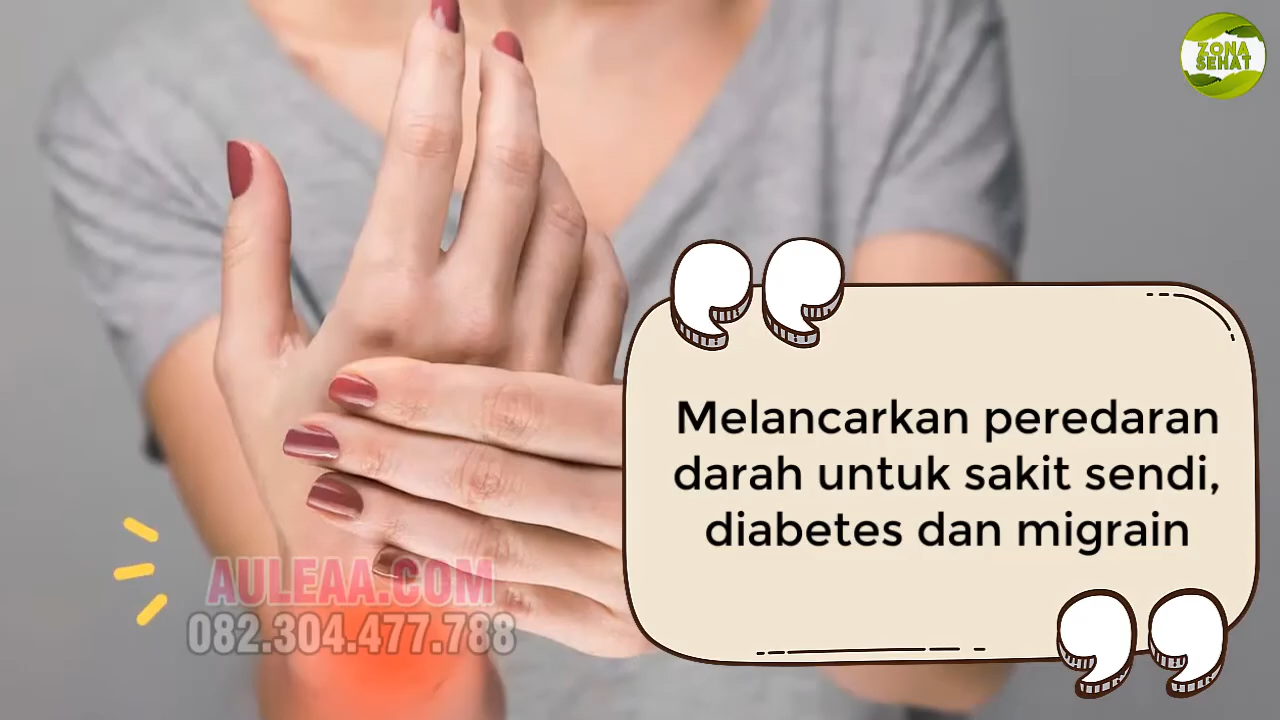 ZONA
SEHAT
Melancarkan peredaran
darah untuk sakit sendi,
diabetes dan migrain
AULEAA.COM
082.304.477.788